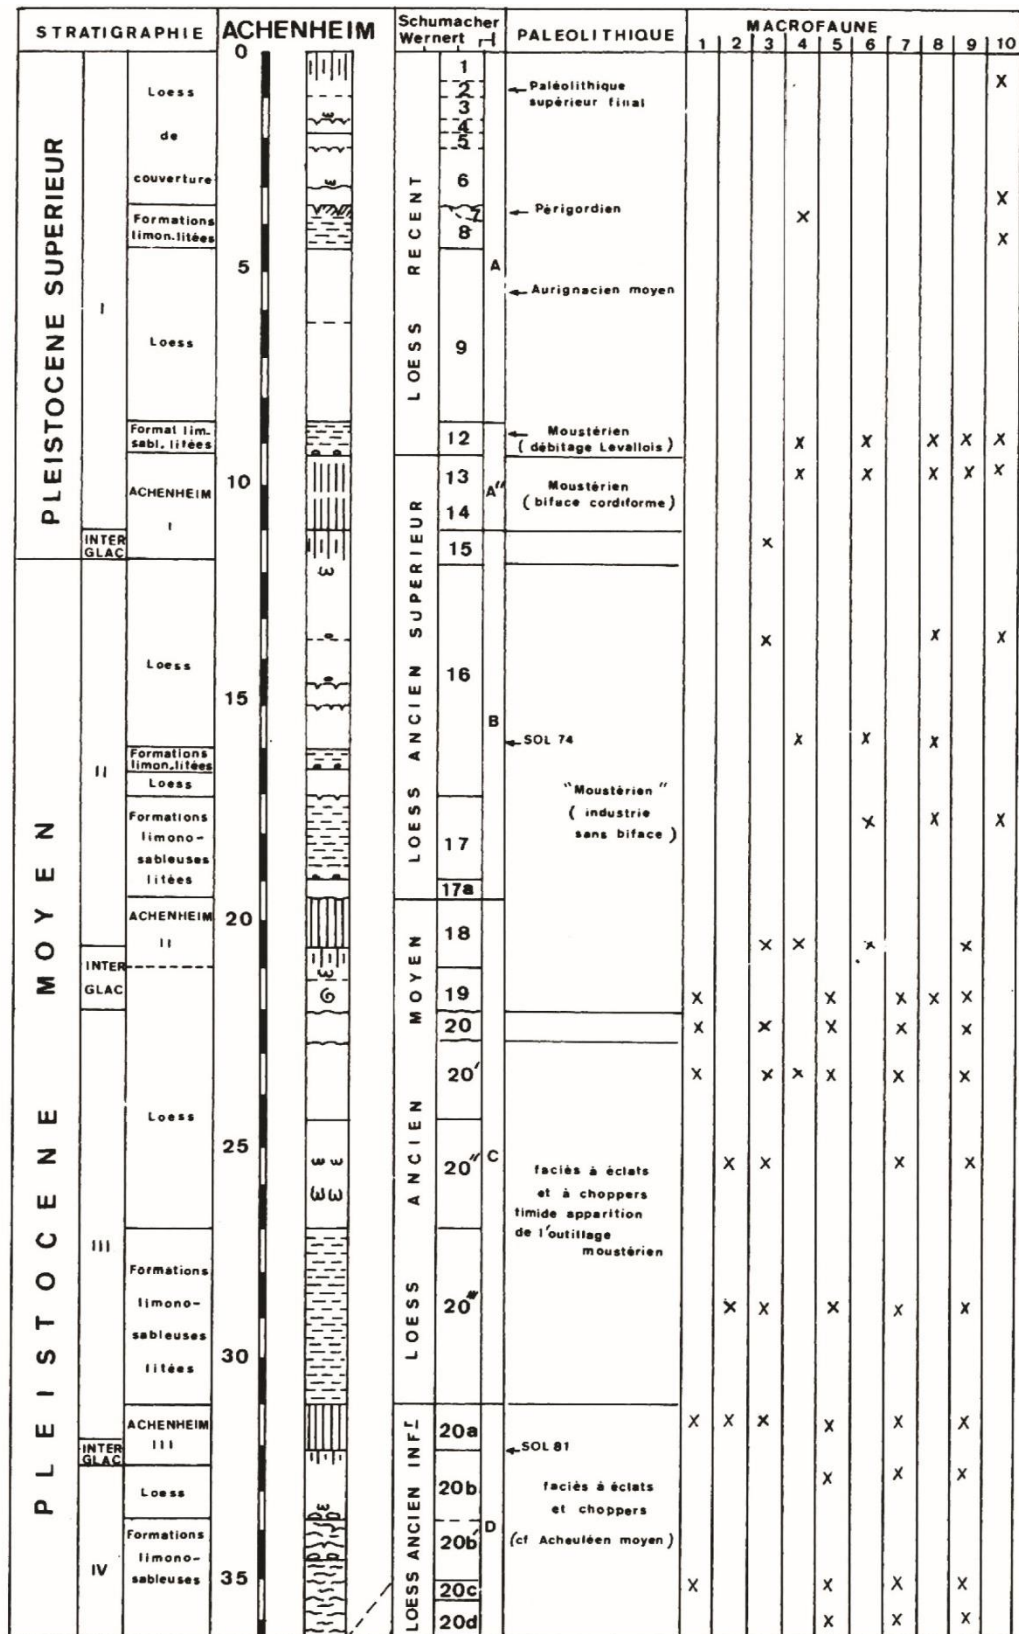 STRATIGRAPHIE
ACHENHEIM
Schumacher
Wernert
PALEOLITHIQUE
MACROFAUNE
1 2 3 4 5 6 7 8 9 10
PLEISTOCENE SUPERIEUR
PLEISTOCENE MOYEN
I
INTER
GLAC
II
INTER
GLAC
III
INTER
GLAC
IV
Loess
de
couverture
Formations
limon.litées
Loess
Format lim.
sabl. litées
ACHENHEIM
I
Loess
Formations
limon.litées
Loess
Formations
limono-
sableuses
litées
ACHENHEIM
II
Loess
Formations
limono-
sableuses
litées
ACHENHEIM
III
Loess
Formations
limono-
sableuses
0
5
10
15
20
25
30
35
LOESS RECENT
LOESS ANCIEN SUPERIEUR
LOESS ANCIEN MOYEN
LOESS ANCIEN INFr
1
2
3
4
5
6
7
8
9
12
13
14
15
16
17
17a
18
19
20
20'
20"
20'''
20a
20b
20b'
20c
20d
A
A"
B
C
D
Paléolithique
supérieur final
Périgordien
Aurignacien moyen
Moustérien
(débitage Levallois)
Moustérien
(biface cordiforme)
SOL 74
"Moustérien"
(industrie
sans biface)
faciès à éclats
et à choppers
timide apparition
de l'outillage
moustérien
SOL 81
faciès à éclats
et choppers
(cf Acheuléen moyen)